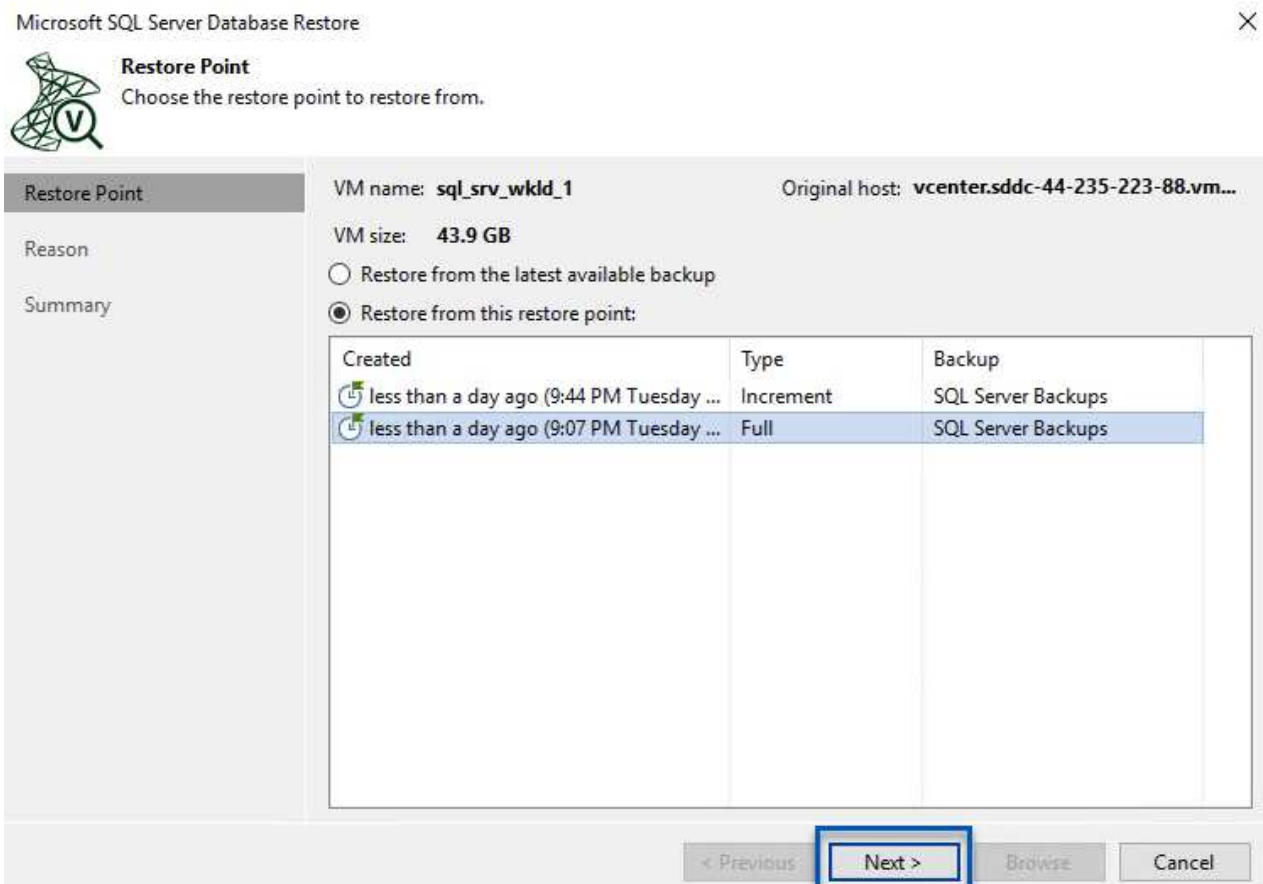 Microsoft SQL Server Database Restore
Restore Point
Choose the restore point to restore from.
V
Restore Point
Reason
Summary
VM name: sql_srv_wkld_1 Original host: vcenter.sddc-44-235-223-88.vm...
VM size: 43.9 GB
Restore from the latest available backup
Restore from this restore point:
Created Type Backup
less than a day ago (9:44 PM Tuesday ... Increment SQL Server Backups
less than a day ago (9:07 PM Tuesday ... Full SQL Server Backups
< Previous Next > Browse Cancel